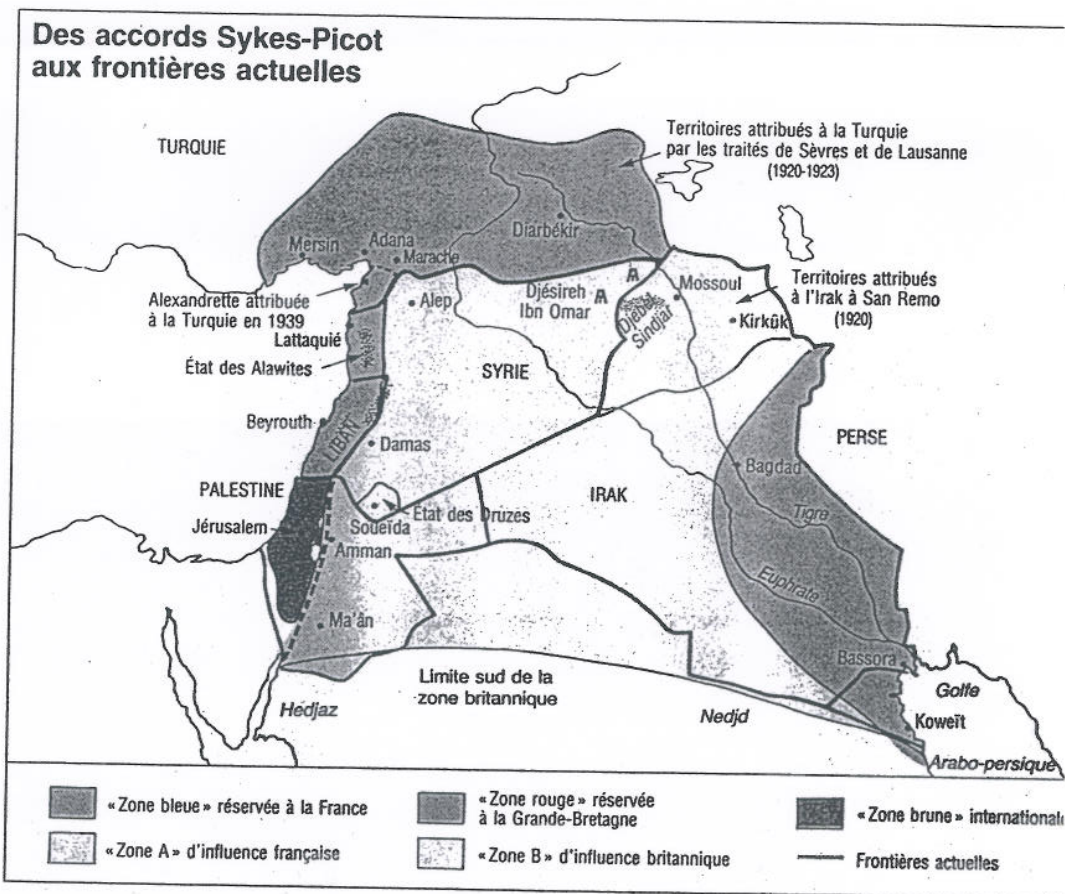 Des accords Sykes-Picot
aux frontières actuelles
TURQUIE
Territoires attribués à la Turquie
par les traités de Sèvres et de Lausanne
(1920-1923)
Diarbékir
Mersin
Adana
Marache
Alexandrette attribuée
à la Turquie en 1939
Alep
Djésireh
Ibn Omar
Djebel
Sindjar
Mossoul
Kirkûk
Territoires attribués
à l'Irak à San Remo
(1920)
Lattaquié
État des Alawites
SYRIE
Beyrouth
LIBAN
Damas
PERSE
Bagdad
PALESTINE
IRAK
Jérusalem
Soueïda
État des Druzes
Tigre
Amman
Euphrate
Ma'ân
Bassora
Limite sud de la
zone britannique
Golfe
Hedjaz
Nedjd
Koweït
Arabo-persique
«Zone bleue» réservée à la France
«Zone rouge» réservée
à la Grande-Bretagne
«Zone brune» international
«Zone A» d'influence française
«Zone B» d'influence britannique
Frontières actuelles